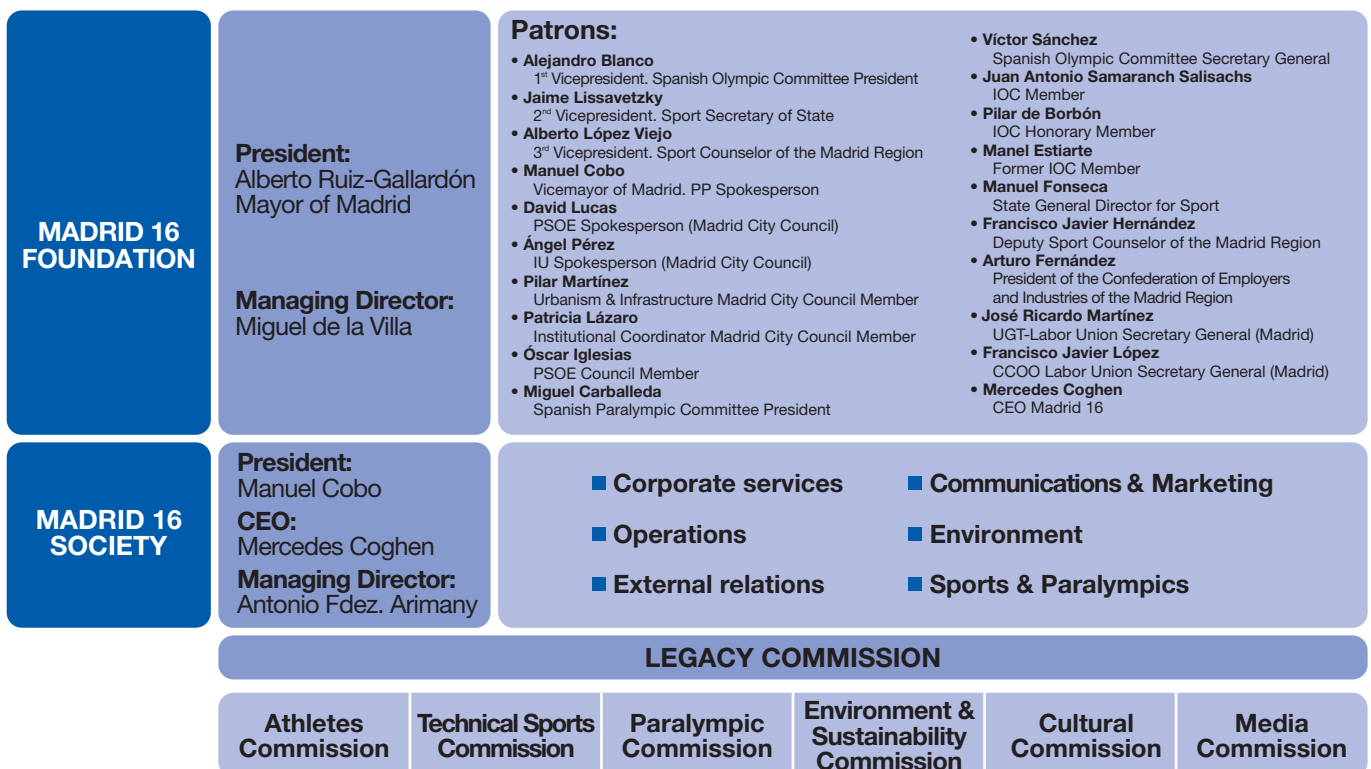 MADRID 16
FOUNDATION
President:
Alberto Ruiz-Gallardón
Mayor of Madrid
Managing Director:
Miguel de la Villa
Patrons:
• Alejandro Blanco
1st Vicepresident. Spanish Olympic Committee President
• Jaime Lissavetzky
2nd Vicepresident. Sport Secretary of State
• Alberto López Viejo
3rd Vicepresident. Sport Counselor of the Madrid Region
• Manuel Cobo
Vicemayor of Madrid. PP Spokesperson
• David Lucas
PSOE Spokesperson (Madrid City Council)
• Ángel Pérez
IU Spokesperson (Madrid City Council)
• Pilar Martínez
Urbanism & Infrastructure Madrid City Council Member
• Patricia Lázaro
Institutional Coordinator Madrid City Council Member
• Óscar Iglesias
PSOE Council Member
• Miguel Carballeda
Spanish Paralympic Committee President
• Víctor Sánchez
Spanish Olympic Committee Secretary General
• Juan Antonio Samaranch Salisachs
IOC Member
• Pilar de Borbón
IOC Honorary Member
• Manel Estiarte
Former IOC Member
• Manuel Fonseca
State General Director for Sport
• Francisco Javier Hernández
Deputy Sport Counselor of the Madrid Region
• Arturo Fernández
President of the Confederation of Employers
and Industries of the Madrid Region
• José Ricardo Martínez
UGT-Labor Union Secretary General (Madrid)
• Francisco Javier López
CCOO Labor Union Secretary General (Madrid)
• Mercedes Coghen
CEO Madrid 16
MADRID 16
SOCIETY
President:
Manuel Cobo
CEO:
Mercedes Coghen
Managing Director:
Antonio Fdez. Arimany
Corporate services
Operations
External relations
Communications & Marketing
Environment
Sports & Paralympics
LEGACY COMMISSION
Athletes
Commission
Technical Sports
Commission
Paralympic
Commission
Environment &
Sustainability
Commission
Cultural
Commission
Media
Commission